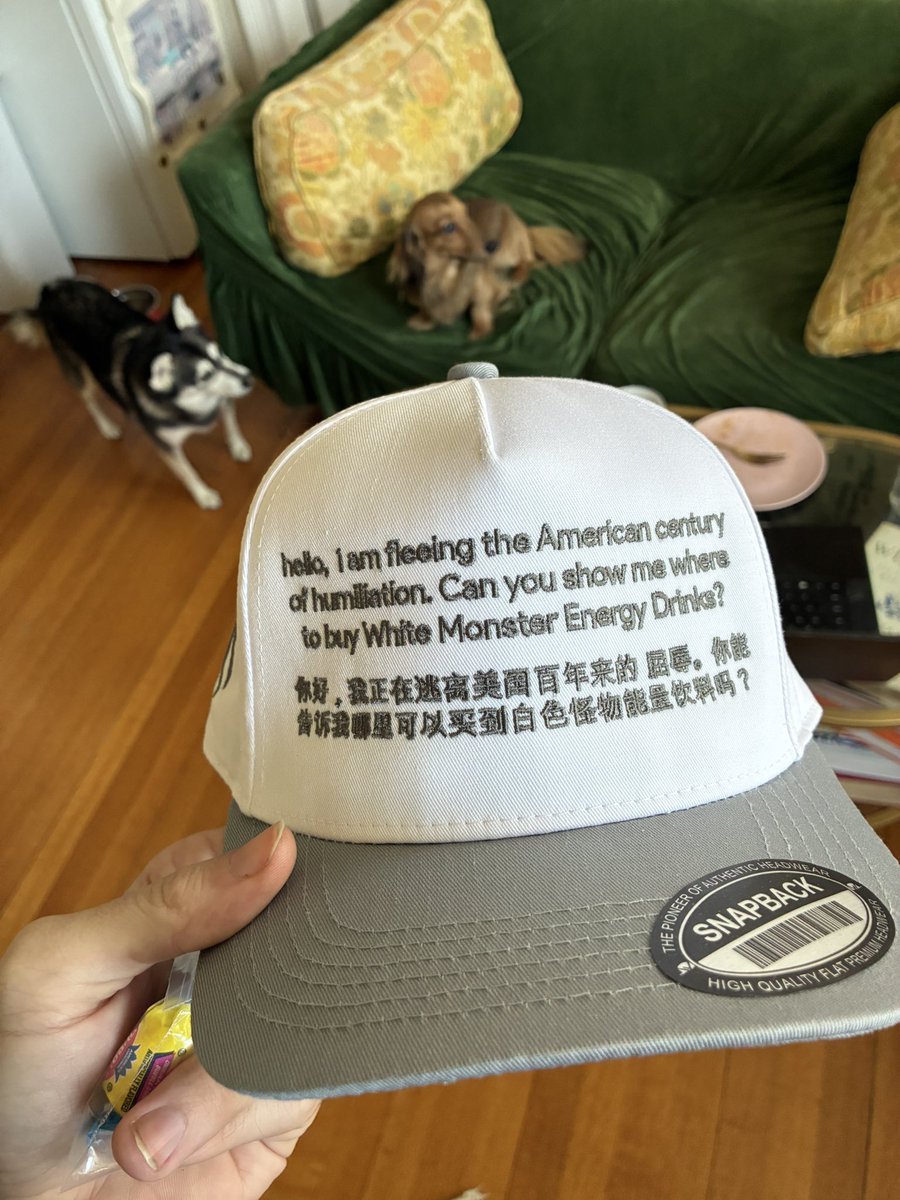 hello, I am fleeing the American century
of humiliation. Can you show me where
to buy White Monster Energy Drinks?
你好，我正在逃离美国百年来的 屈辱。你能
告诉我哪里可以买到白色怪物能量饮料吗？
THE PIONEER OF AUTHENTIC HEADWEAR
SNAPBACK
HIGH QUALITY FLAT PREMIUM HEADWEAR